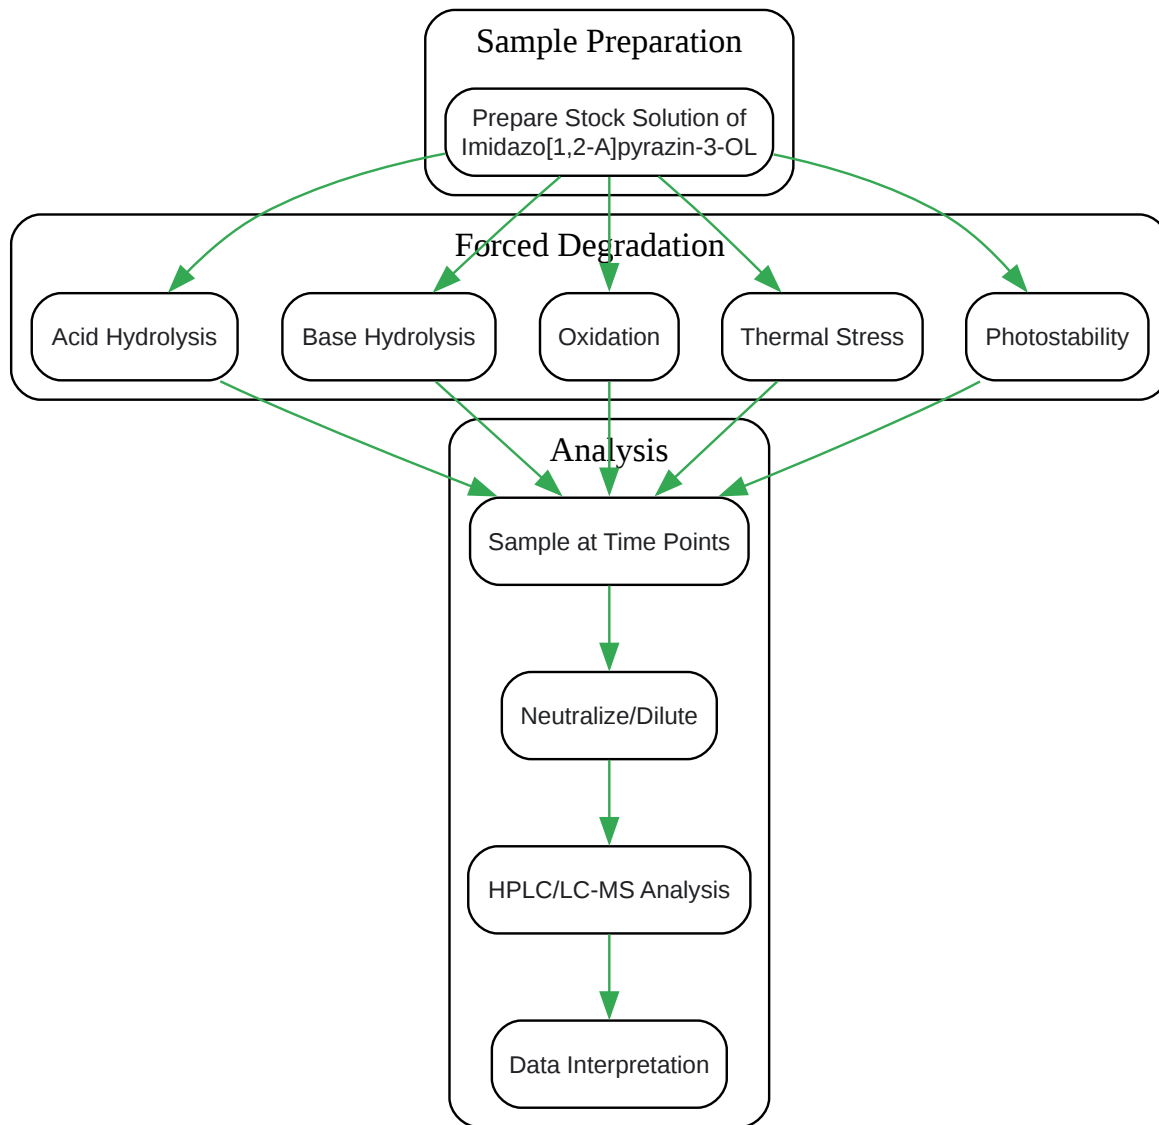 Sample Preparation
Prepare Stock Solution of
Imidazo[1,2-A]pyrazin-3-OL
Forced Degradation
Acid Hydrolysis
Base Hydrolysis
Oxidation
Thermal Stress
Photostability
Analysis
Sample at Time Points
Neutralize/Dilute
HPLC/LC-MS Analysis
Data Interpretation